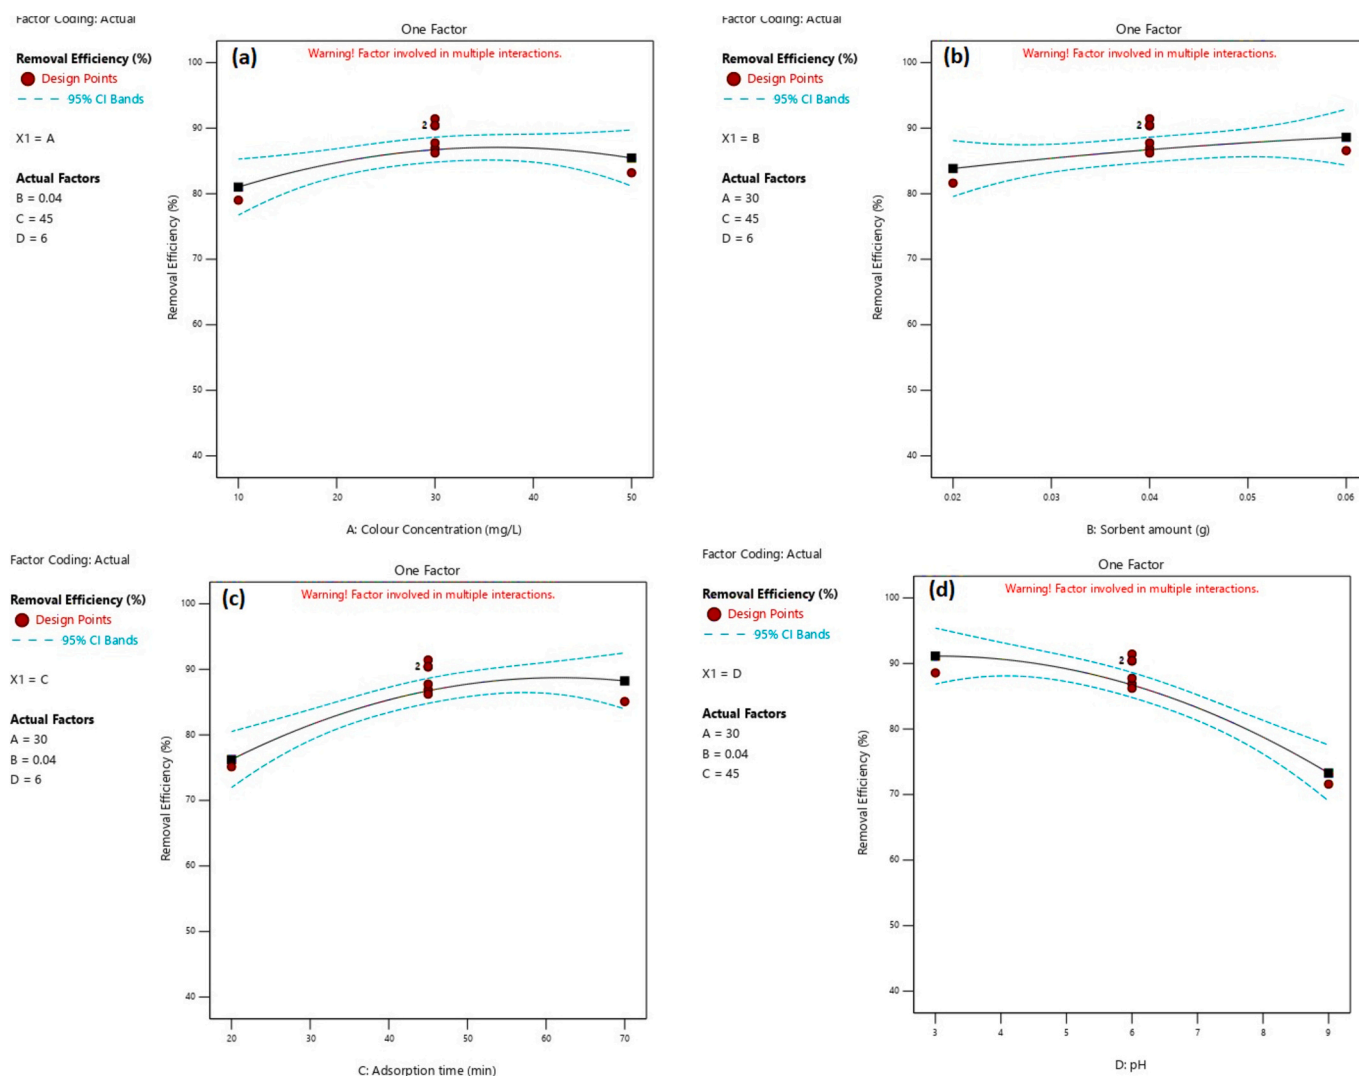 Factor Coding: Actual
Removal Efficiency (%)
Design Points
95% CI Bands
X1 = A
Actual Factors
B = 0.04
C = 45
D = 6
One Factor
(a)
Warning! Factor involved in multiple interactions.
100
90
80
70
60
50
40
2
Removal Efficiency (%)
10 20 30 40 50
A: Colour Concentration (mg/L)
Factor Coding: Actual
Removal Efficiency (%)
Design Points
95% CI Bands
X1 = B
Actual Factors
A = 30
C = 45
D = 6
One Factor
(b)
Warning! Factor involved in multiple interactions.
100
90
80
70
60
50
40
2
Removal Efficiency (%)
0.02 0.03 0.04 0.05 0.06
B: Sorbent amount (g)
Factor Coding: Actual
Removal Efficiency (%)
Design Points
95% CI Bands
X1 = C
Actual Factors
A = 30
B = 0.04
D = 6
One Factor
(c)
Warning! Factor involved in multiple interactions.
100
90
80
70
60
50
40
2
Removal Efficiency (%)
20 30 40 50 60 70
C: Adsorption time (min)
Factor Coding: Actual
Removal Efficiency (%)
Design Points
95% CI Bands
X1 = D
Actual Factors
A = 30
B = 0.04
C = 45
One Factor
(d)
Warning! Factor involved in multiple interactions.
100
90
80
70
60
50
40
2
Removal Efficiency (%)
3 4 5 6 7 8 9
D: pH